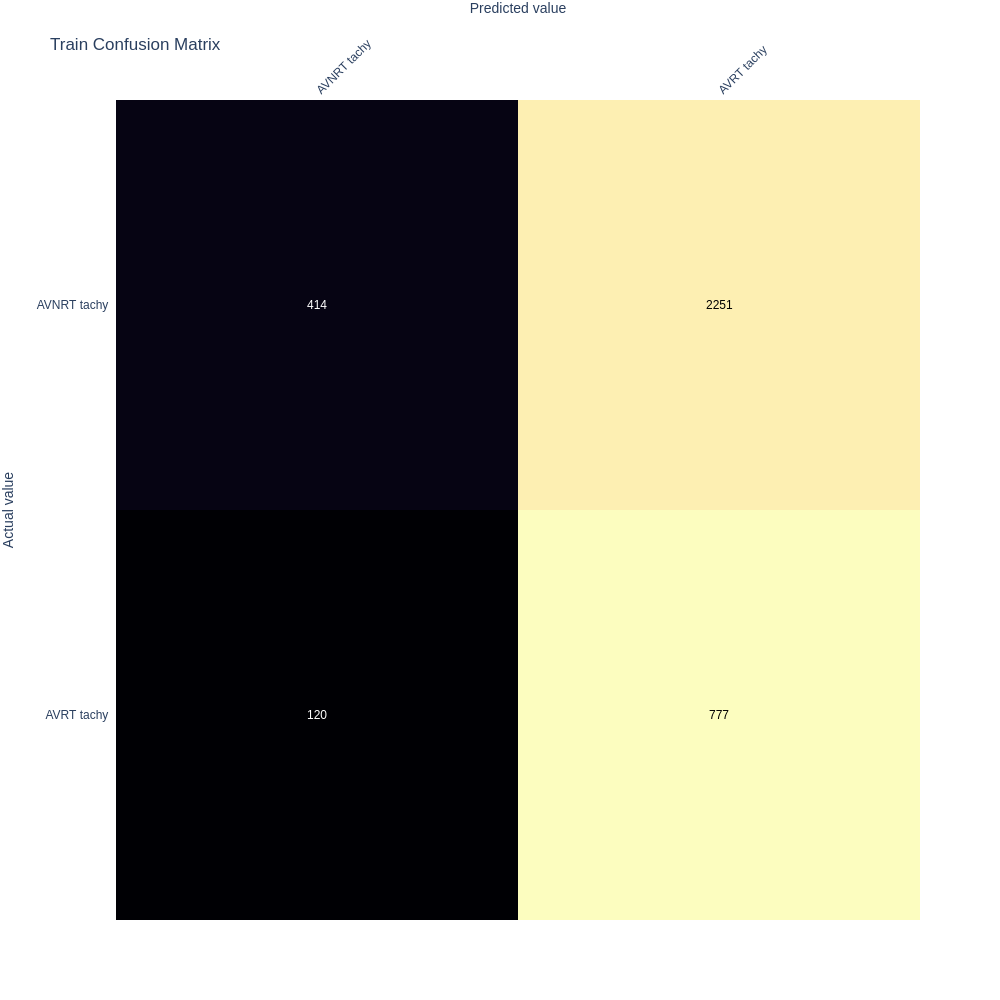 Predicted value
Train Confusion Matrix
AVNRT tachy
AVRT tachy
AVNRT tachy
414
2251
Actual value
AVRT tachy
120
777